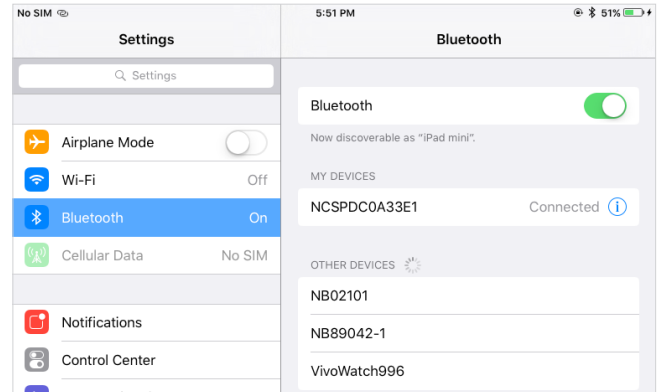 No SIM
5:51 PM
51%
Settings
Bluetooth
Settings
Airplane Mode
Wi-Fi
Off
Bluetooth
On
Cellular Data
No SIM
Notifications
Control Center
Bluetooth
Now discoverable as “iPad mini”.
MY DEVICES
NCSPDC0A33E1
Connected
OTHER DEVICES
NB02101
NB89042-1
VivoWatch996